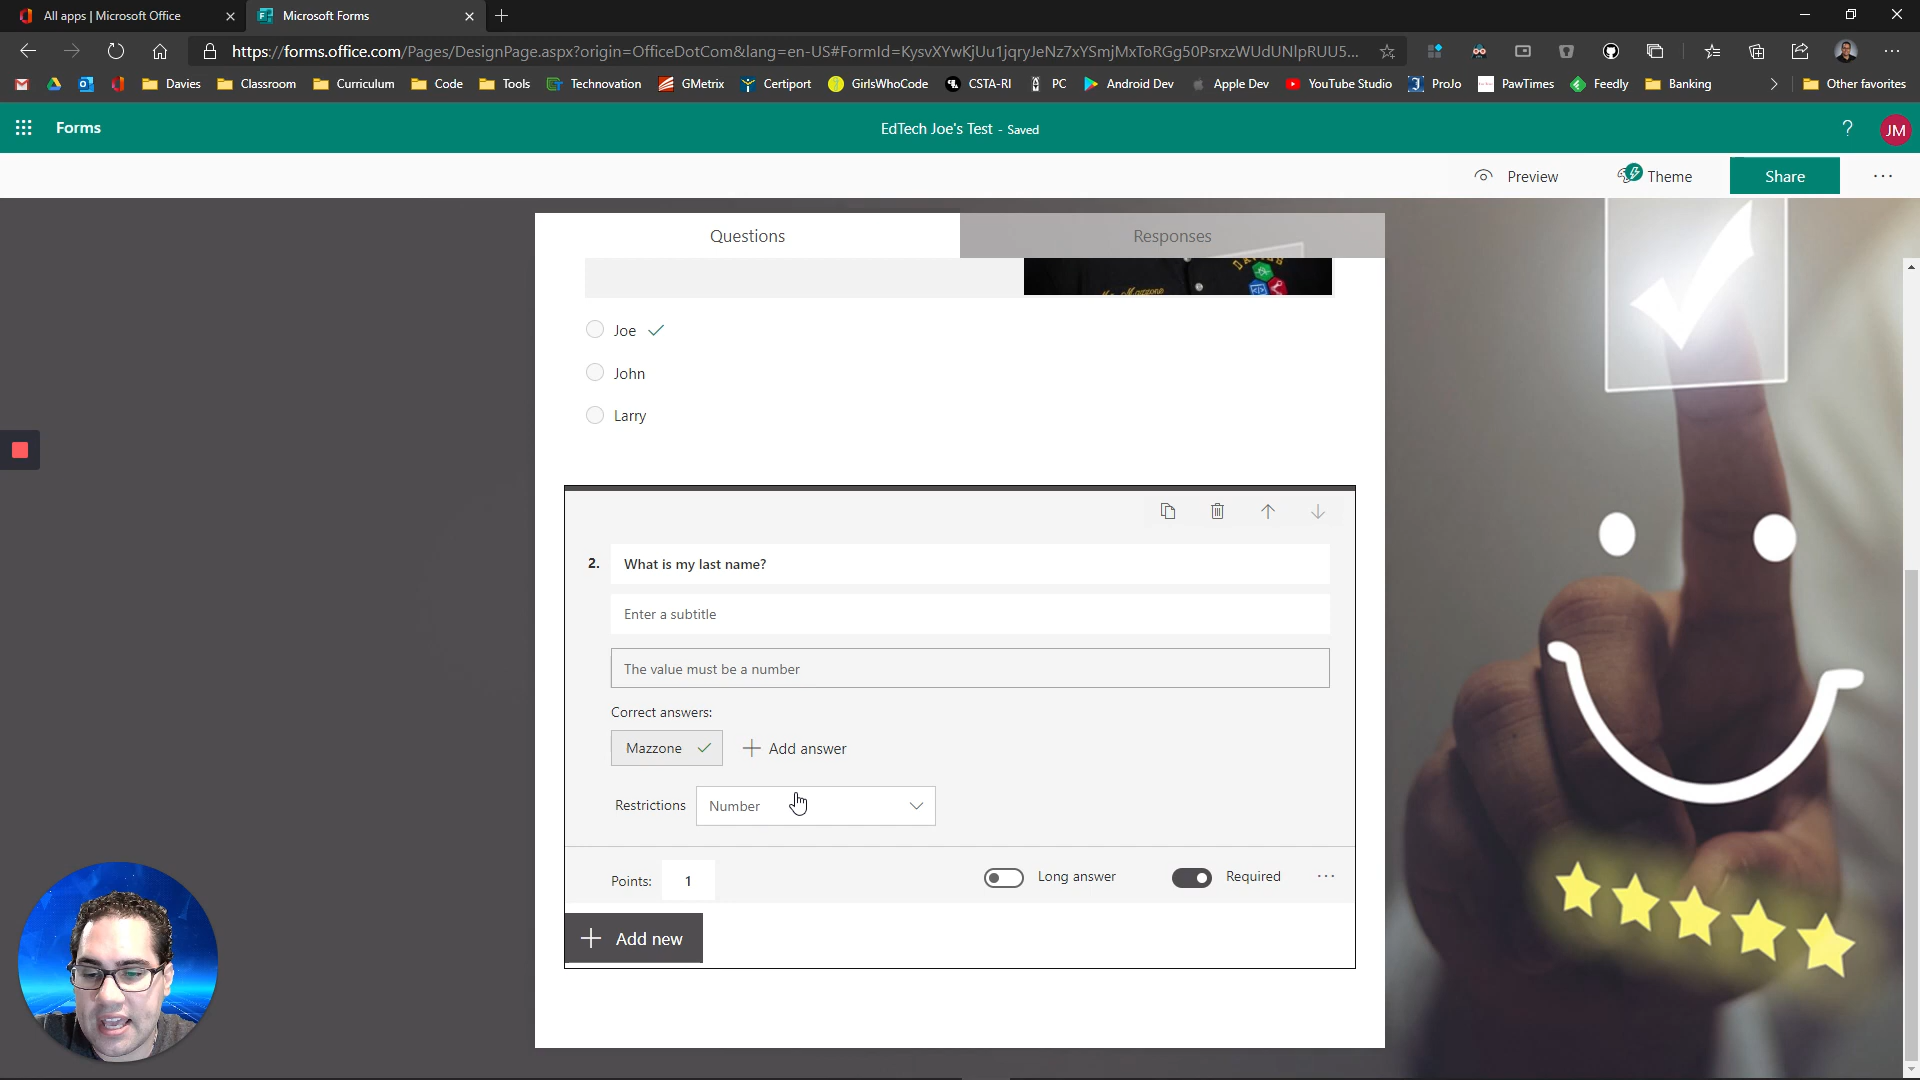 All apps | Microsoft Office
Microsoft Forms
https://forms.office.com/Pages/DesignPage.aspx?origin=OfficeDotCom&lang=en-US#FormId=KysvXYwKjUu1jqryJeNz7xYSmjMxToRGg50PsrxzWUdUNlpRUU5...
Davies
Classroom
Curriculum
Code
Tools
Technovation
GMetrix
Certiport
GirlsWhoCode
CSTA-RI
PC
Android Dev
Apple Dev
YouTube Studio
ProJo
PawTimes
Feedly
Banking
Other favorites
Forms
EdTech Joe's Test - Saved
?
JM
Preview
Theme
Share
Questions
Responses
Mazzone
Joe
John
Larry
2. What is my last name?
Enter a subtitle
The value must be a number
Correct answers:
Mazzone
Add answer
Restrictions
Number
Points: 1
Long answer
Required
Add new